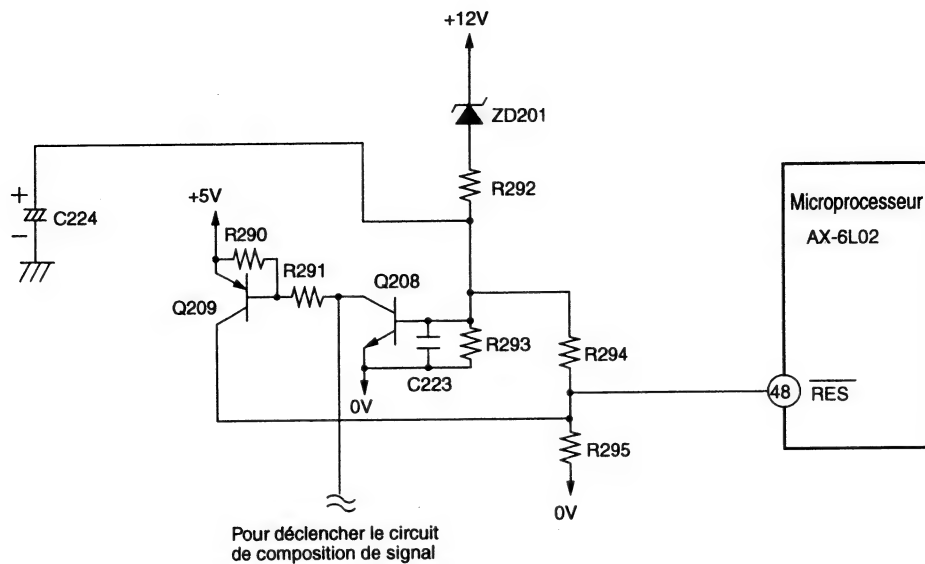 +12V
ZD201
R292
+
C224
-
+5V
R290
R291
Q208
Q209
R293
C223
0V
R294
R295
0V
Microprocesseur
AX-6L02
48 RES
Pour déclencher le circuit
de composition de signal